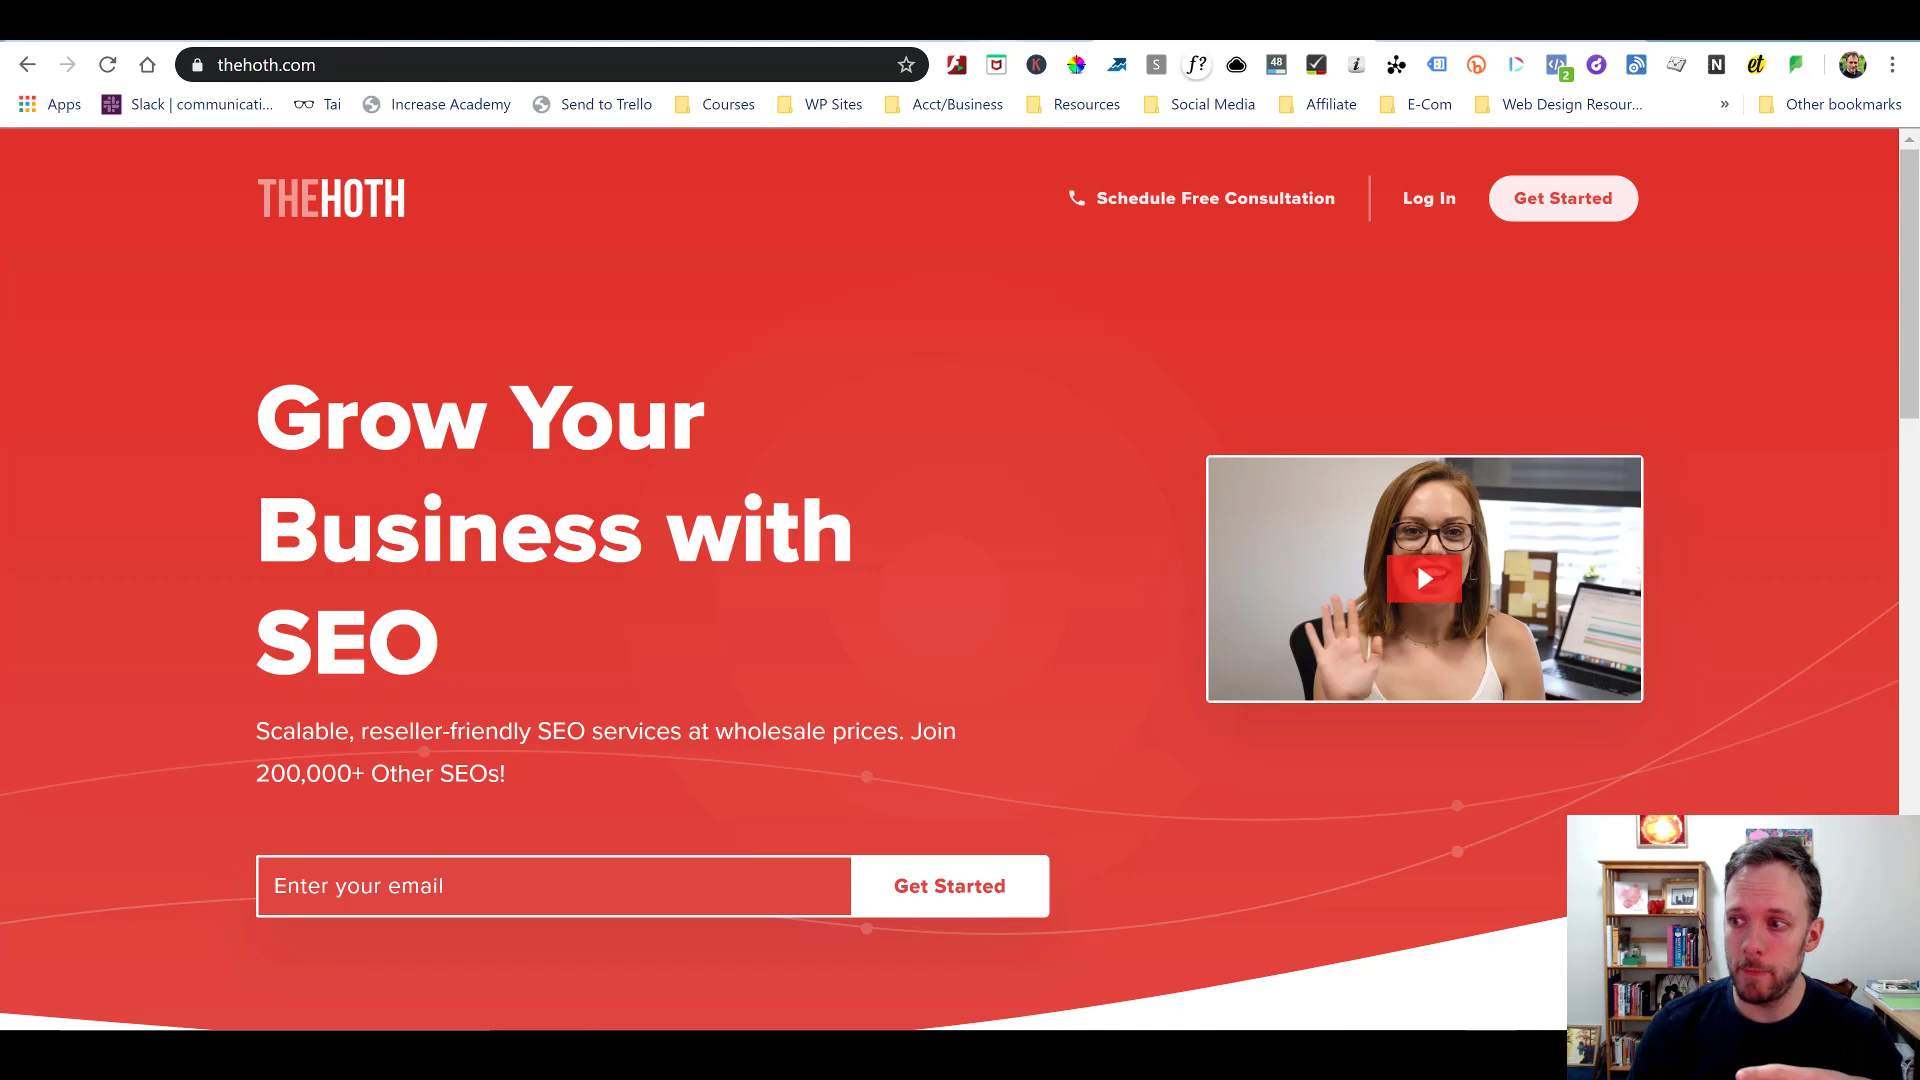 thehoth.com
S
f?
48
i
b
2
N
et
Apps
Slack | communicati...
Tai
Increase Academy
Send to Trello
Courses
WP Sites
Acct/Business
Resources
Social Media
Affiliate
E-Com
Web Design Resour...
»
Other bookmarks
THEHOTH
Schedule Free Consultation
Log In
Get Started
Grow Your
Business with
SEO
Scalable, reseller-friendly SEO services at wholesale prices. Join
200,000+ Other SEOs!
Enter your email
Get Started